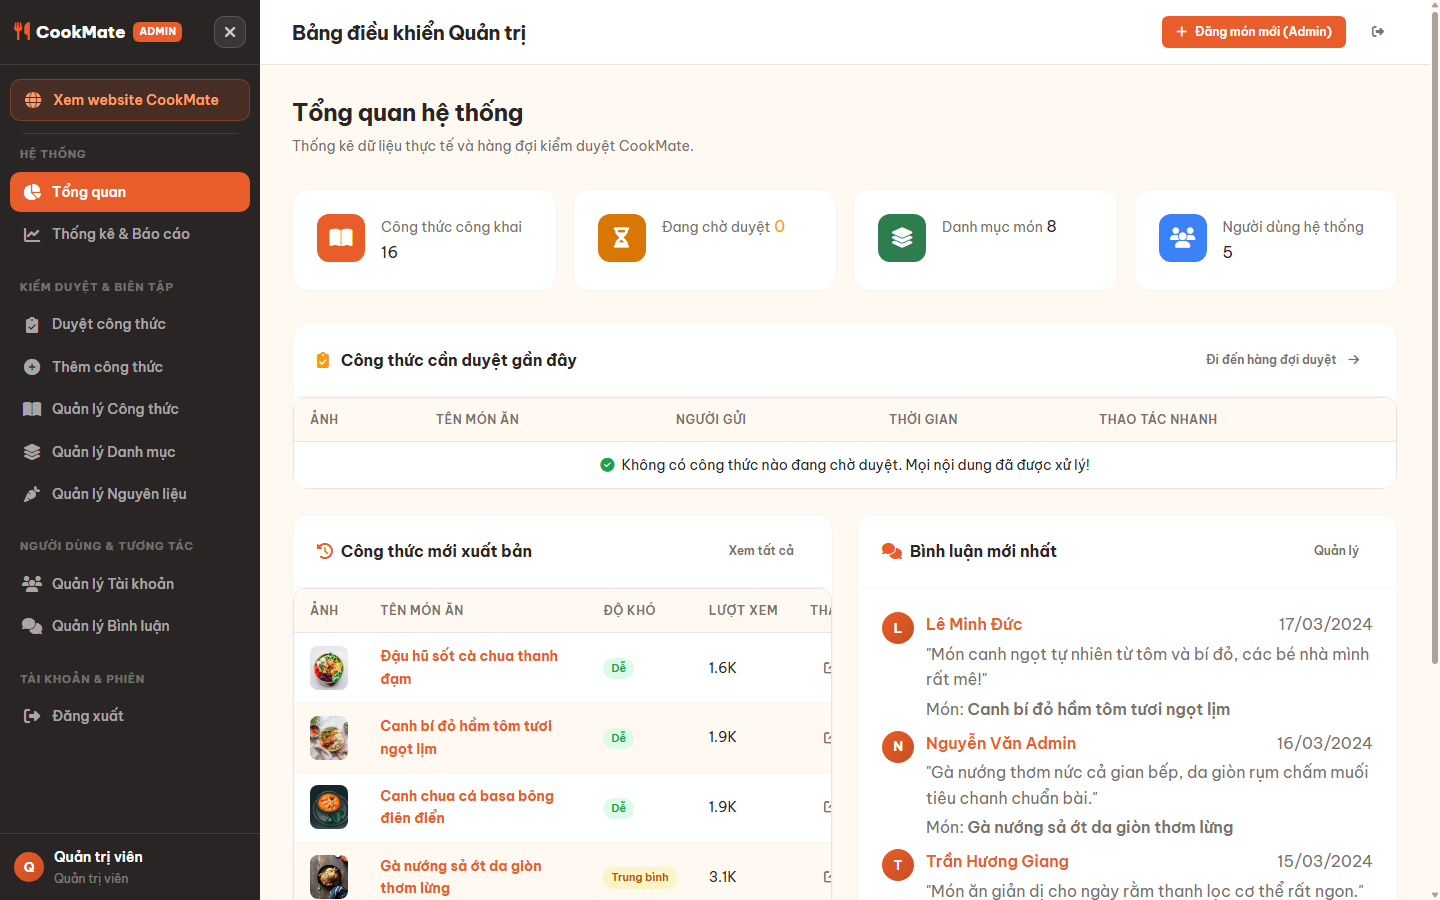 CookMate ADMIN
Xem website CookMate
HỆ THỐNG
Tổng quan
Thống kê & Báo cáo
KIỂM DUYỆT & BIÊN TẬP
Duyệt công thức
Thêm công thức
Quản lý Công thức
Quản lý Danh mục
Quản lý Nguyên liệu
NGƯỜI DÙNG & TƯƠNG TÁC
Quản lý Tài khoản
Quản lý Bình luận
TÀI KHOẢN & PHIÊN
Đăng xuất
Q
Quản trị viên
Quản trị viên
Bảng điều khiển Quản trị
Đăng món mới (Admin)
Tổng quan hệ thống
Thống kê dữ liệu thực tế và hàng đợi kiểm duyệt CookMate.
Công thức công khai
16
Đang chờ duyệt 0
Danh mục món 8
Người dùng hệ thống
5
Công thức cần duyệt gần đây
Đi đến hàng đợi duyệt
ẢNH TÊN MÓN ĂN NGƯỜI GỬI THỜI GIAN THAO TÁC NHANH
Không có công thức nào đang chờ duyệt. Mọi nội dung đã được xử lý!
Công thức mới xuất bản
Xem tất cả
ẢNH TÊN MÓN ĂN ĐỘ KHÓ LƯỢT XEM
Đậu hũ sốt cà chua thanh
đạm
Dễ
1.6K
Canh bí đỏ hầm tôm tươi
ngọt lịm
Dễ
1.9K
Canh chua cá basa bông
điên điển
Dễ
1.9K
Gà nướng sả ớt da giòn
thơm lừng
Trung bình
3.1K
Bình luận mới nhất
Quản lý
L
Lê Minh Đức 17/03/2024
"Món canh ngọt tự nhiên từ tôm và bí đỏ, các bé nhà mình
rất mê!"
Món: Canh bí đỏ hầm tôm tươi ngọt lịm
N
Nguyễn Văn Admin 16/03/2024
"Gà nướng thơm nức cả gian bếp, da giòn rụm chấm muối
tiêu chanh chuẩn bài."
Món: Gà nướng sả ớt da giòn thơm lừng
T
Trần Hương Giang 15/03/2024
"Món ăn giản dị cho ngày rằm thanh lọc cơ thể rất ngon."